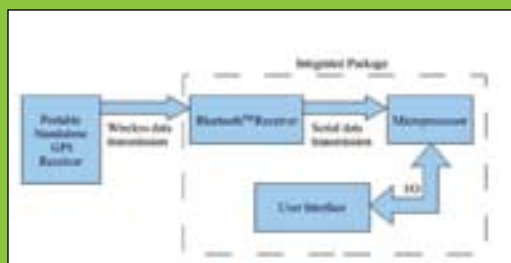 Integrated Package
Portable
Standalone
GPS
Receiver
Wireless data
transmission
Bluetooth™ Receiver
Serial data
transmission
Microprocessor
I/O
User Interface